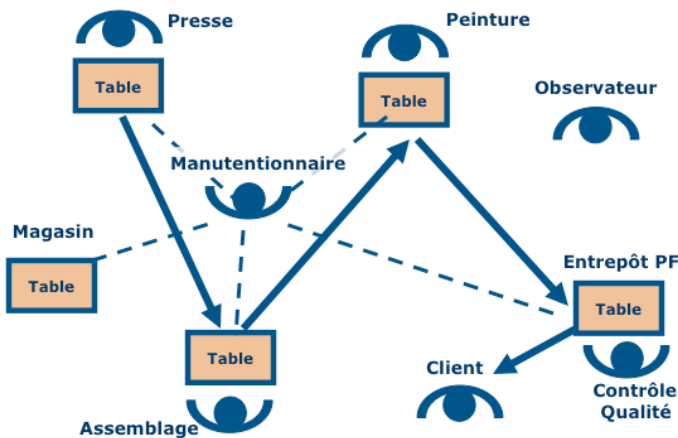 Presse
Peinture
Table
Table
Observateur
Manutentionnaire
Magasin
Entrepôt PF
Table
Table
Table
Client
Contrôle
Qualité
Assemblage